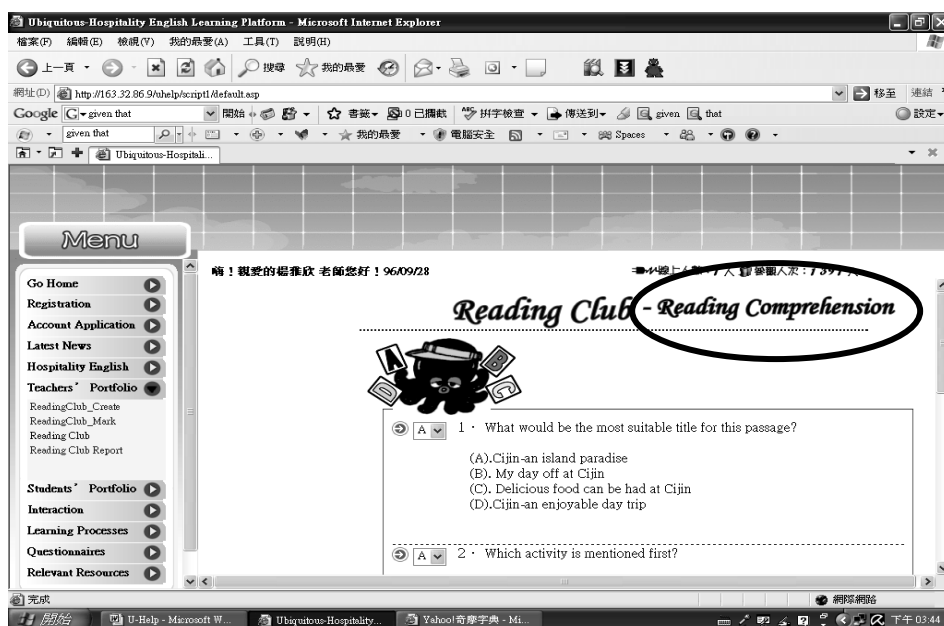 Ubiquitous-Hospitality English Learning Platform - Microsoft Internet Explorer
檔案(F) 編輯(E) 檢視(V) 我的最愛(A) 工具(T) 說明(H)
上一頁 搜尋 我的最愛
網址(D) http://163.32.86.9/uhelp/script1/default.asp 移至 連結
Google G given that 開始 書籤 0 已攔截 拼字檢查 傳送到 given that 設定
given that 我的最愛 電腦安全 Spaces
Ubiquitous-Hospitali...
Menu
嗨！親愛的楊雅欣 老師您好！96/09/28
Reading Club - Reading Comprehension
Go Home
Registration
Account Application
Latest News
Hospitality English
Teachers' Portfolio
ReadingClub_Create
ReadingClub_Mark
Reading Club
Reading Club Report
Students' Portfolio
Interaction
Learning Processes
Questionnaires
Relevant Resources
A B D C
A 1． What would be the most suitable title for this passage?
(A).Cijin-an island paradise
(B). My day off at Cijin
(C). Delicious food can be had at Cijin
(D).Cijin-an enjoyable day trip
A 2． Which activity is mentioned first?
完成 網際網路
開始 U-Help - Microsoft W... Ubiquitous-Hospitality... Yahoo!奇摩字典 - Mi... 下午 03:44